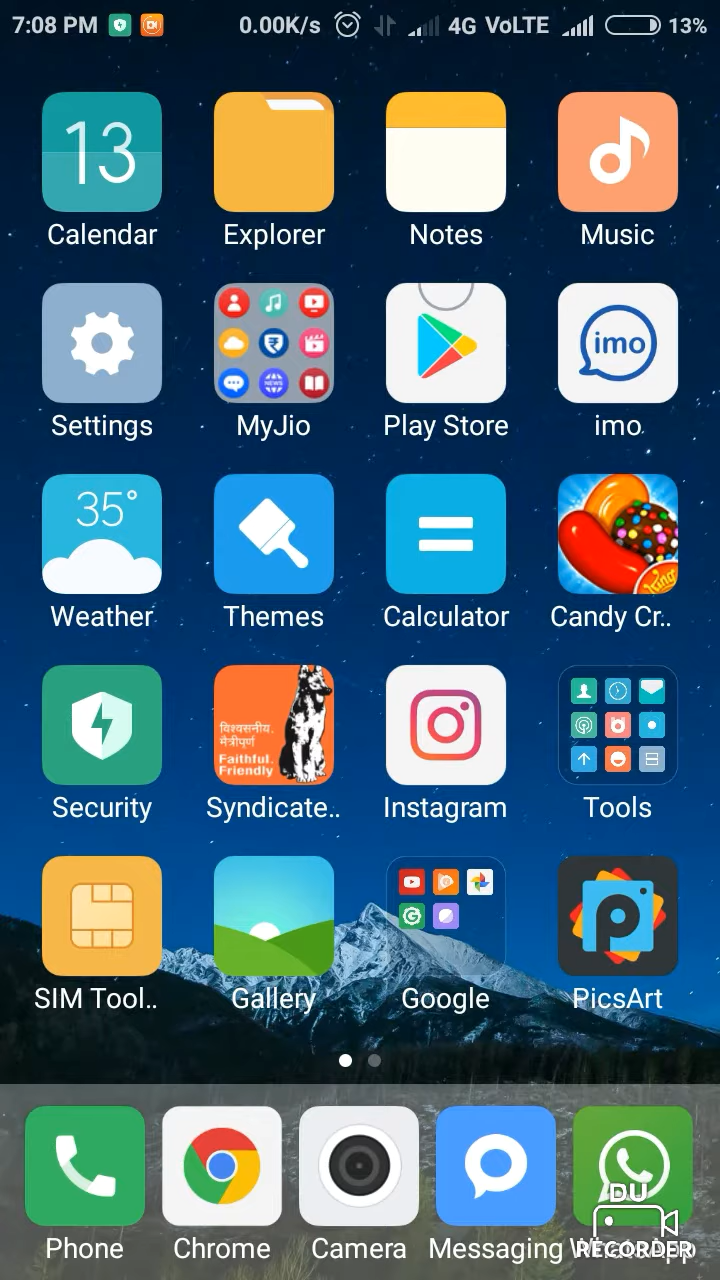 7:08 PM 0.00K/s 4G VoLTE 13%
13
Calendar Explorer Notes Music
imo
Settings MyJio Play Store imo
35°
Weather Themes Calculator Candy Cr..
King
विश्वसनीय.
मैत्रीपूर्ण
Faithful.
Friendly
Security Syndicate.. Instagram Tools
SIM Tool.. Gallery Google PicsArt
Phone Chrome Camera Messaging WhatsApp
DU
RECORDER